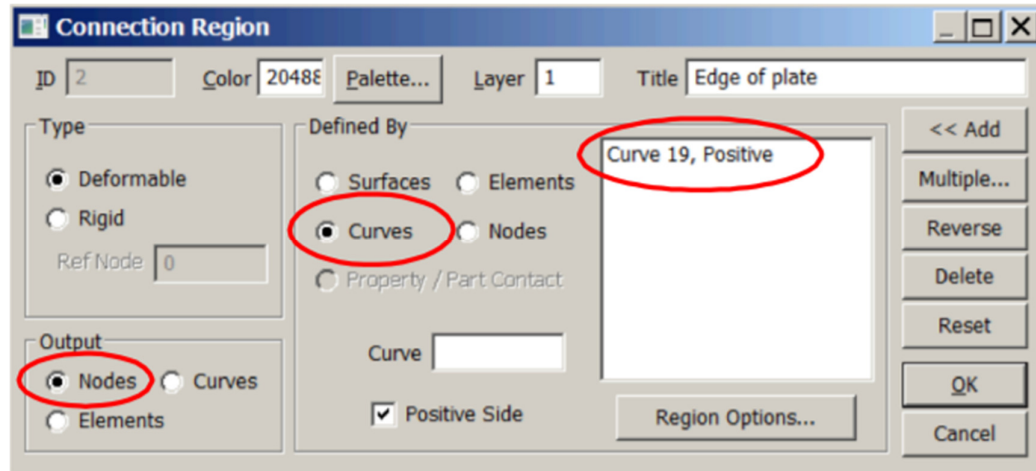 Connection Region
ID 2 Color 20488 Palette... Layer 1 Title Edge of plate
Type
Deformable
Rigid
Ref Node 0
Output
Nodes Curves
Elements
Defined By
Surfaces Elements
Curves Nodes
Property / Part Contact
Curve
Positive Side
Curve 19, Positive
Region Options...
<< Add
Multiple...
Reverse
Delete
Reset
OK
Cancel